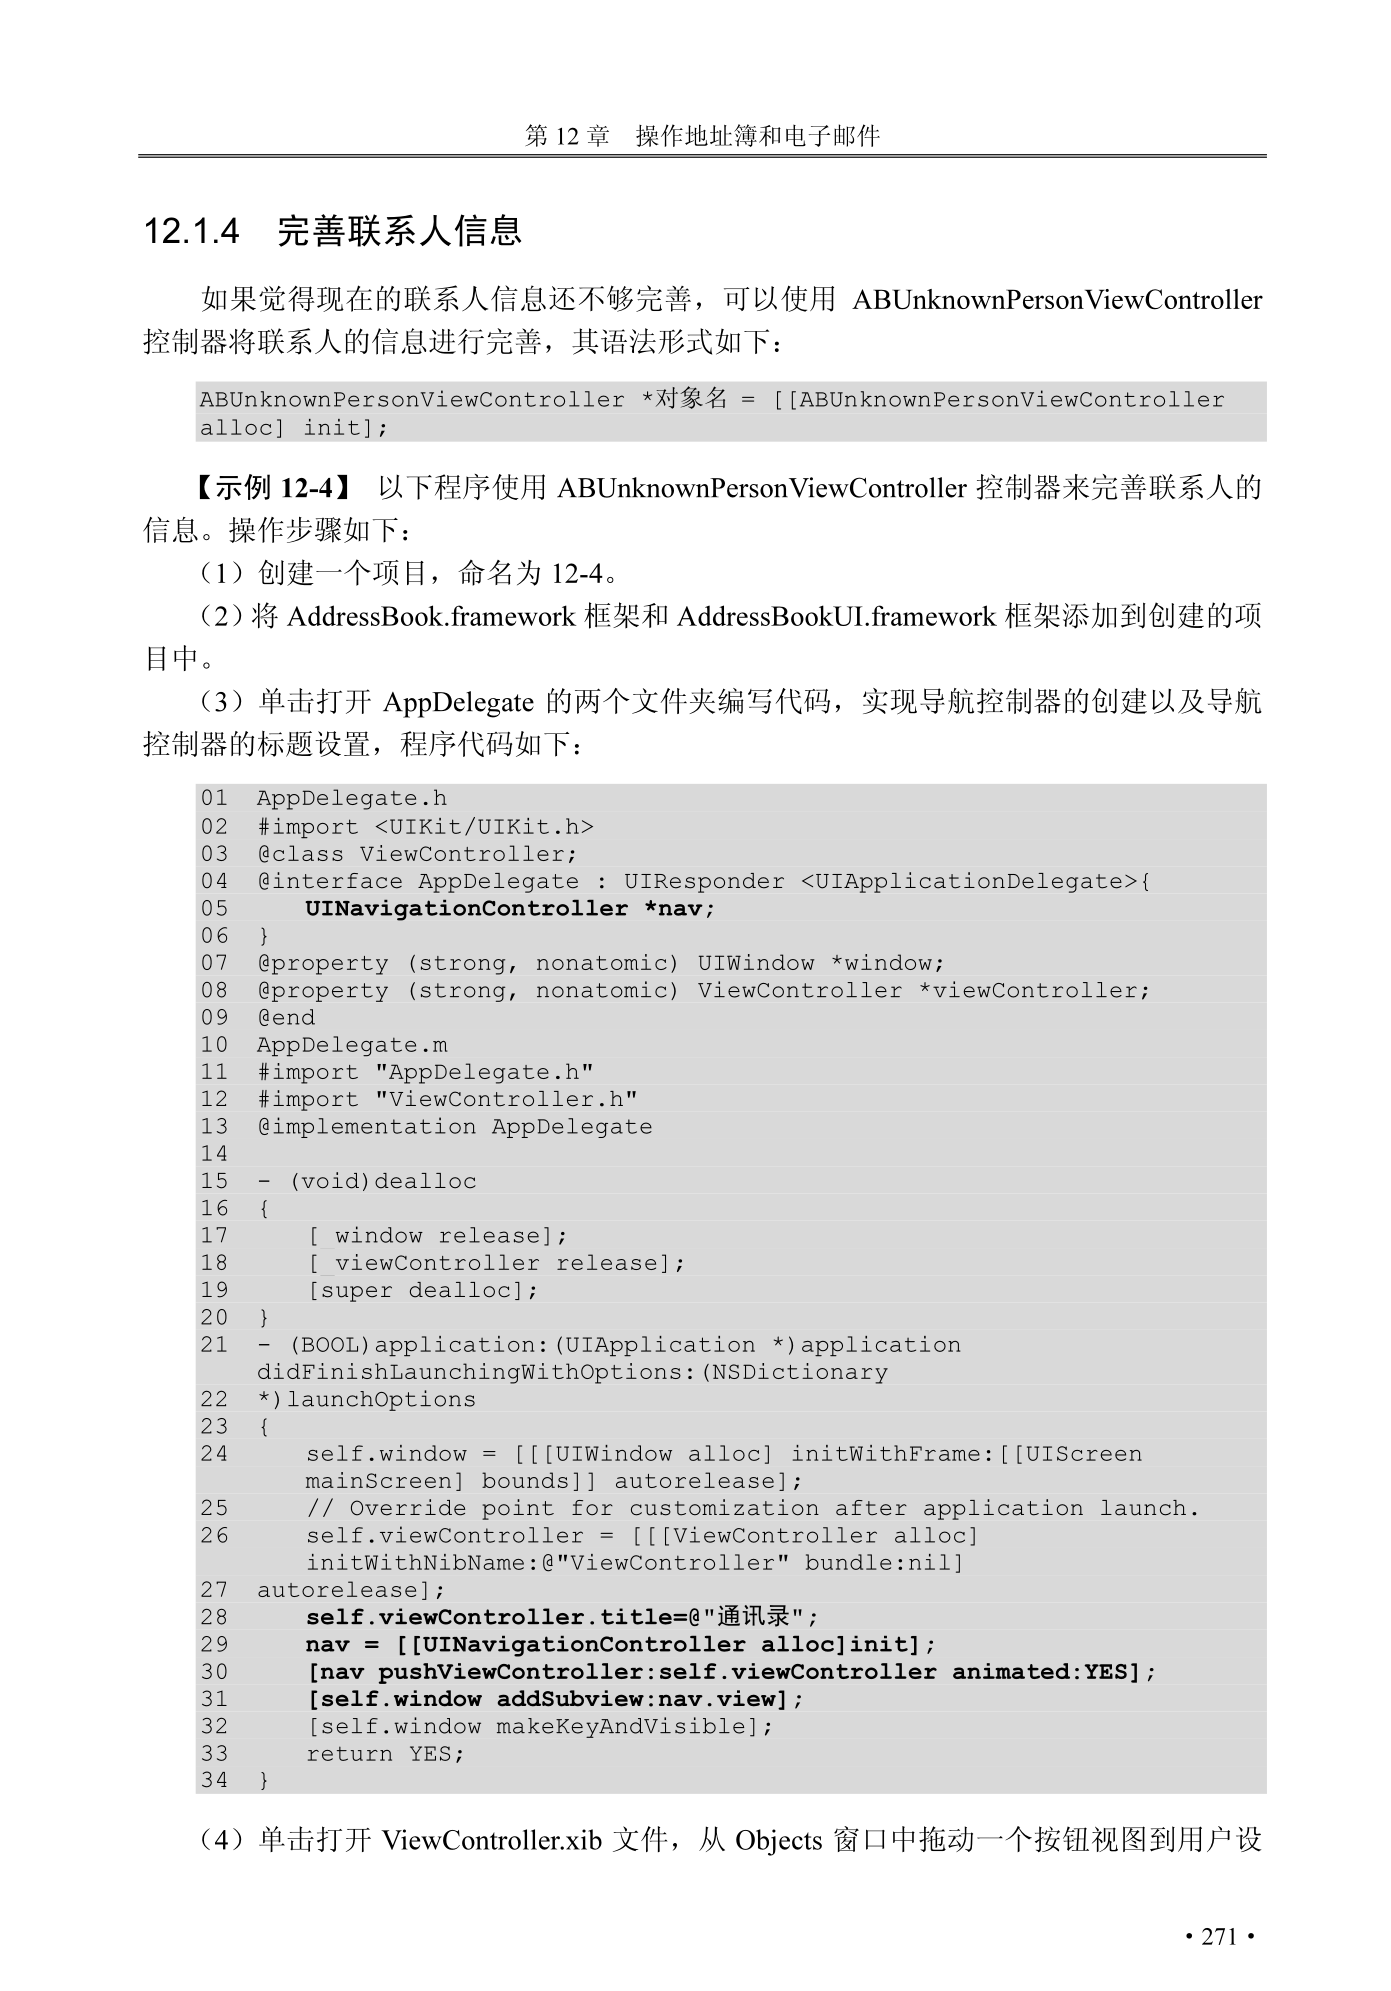 第 12 章　操作地址簿和电子邮件
12.1.4　完善联系人信息
如果觉得现在的联系人信息还不够完善，可以使用 ABUnknownPersonViewController
控制器将联系人的信息进行完善，其语法形式如下：
ABUnknownPersonViewController *对象名 = [[ABUnknownPersonViewController
alloc] init];
【示例 12-4】 以下程序使用 ABUnknownPersonViewController 控制器来完善联系人的
信息。操作步骤如下：
（1）创建一个项目，命名为 12-4。
（2）将 AddressBook.framework 框架和 AddressBookUI.framework 框架添加到创建的项
目中。
（3）单击打开 AppDelegate 的两个文件夹编写代码，实现导航控制器的创建以及导航
控制器的标题设置，程序代码如下：
01 AppDelegate.h
02 #import <UIKit/UIKit.h>
03 @class ViewController;
04 @interface AppDelegate : UIResponder <UIApplicationDelegate>{
05    UINavigationController *nav;
06 }
07 @property (strong, nonatomic) UIWindow *window;
08 @property (strong, nonatomic) ViewController *viewController;
09 @end
10 AppDelegate.m
11 #import "AppDelegate.h"
12 #import "ViewController.h"
13 @implementation AppDelegate
14
15 - (void)dealloc
16 {
17    [_window release];
18    [_viewController release];
19    [super dealloc];
20 }
21 - (BOOL)application:(UIApplication *)application
didFinishLaunchingWithOptions:(NSDictionary
22 *)launchOptions
23 {
24    self.window = [[[UIWindow alloc] initWithFrame:[[UIScreen
mainScreen] bounds]] autorelease];
25    // Override point for customization after application launch.
26    self.viewController = [[[ViewController alloc]
initWithNibName:@"ViewController" bundle:nil]
27 autorelease];
28    self.viewController.title=@"通讯录";
29    nav = [[UINavigationController alloc]init];
30    [nav pushViewController:self.viewController animated:YES];
31    [self.window addSubview:nav.view];
32    [self.window makeKeyAndVisible];
33    return YES;
34 }
（4）单击打开 ViewController.xib 文件，从 Objects 窗口中拖动一个按钮视图到用户设
• 271 •